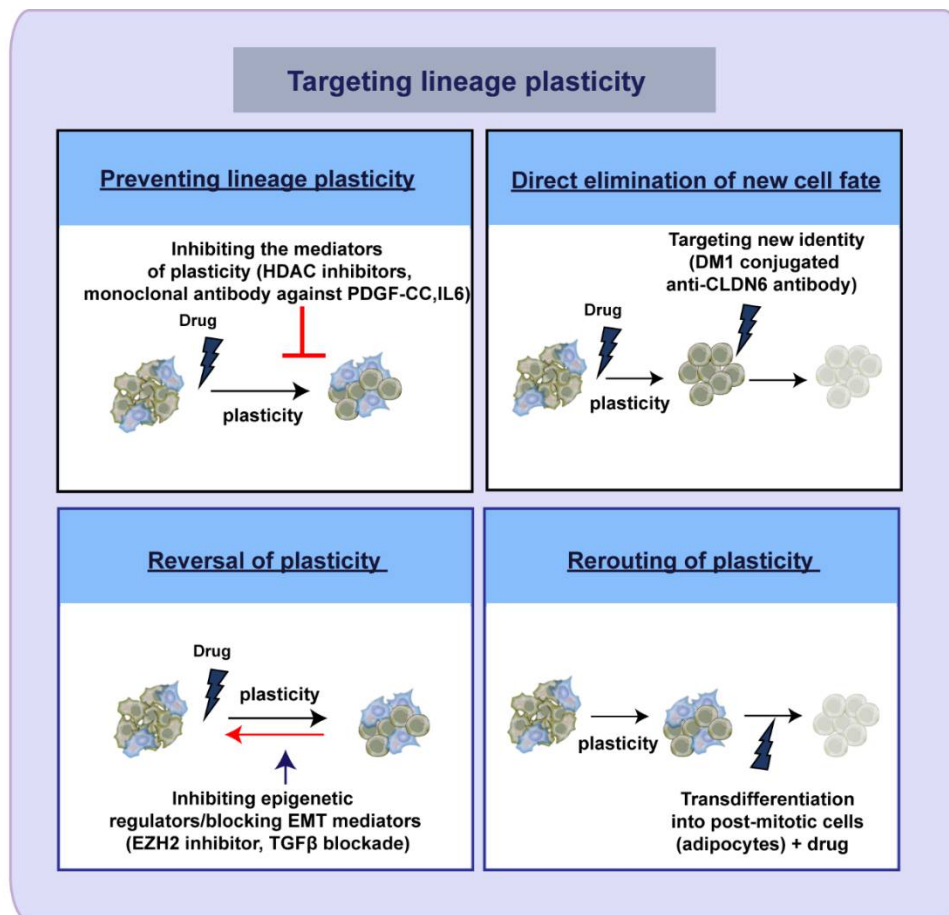 Targeting lineage plasticity
Preventing lineage plasticity
Inhibiting the mediators
of plasticity (HDAC inhibitors,
monoclonal antibody against PDGF-CC,IL6)
Drug
plasticity
Direct elimination of new cell fate
Targeting new identity
(DM1 conjugated
anti-CLDN6 antibody)
Drug
plasticity
Reversal of plasticity
Drug
plasticity
Inhibiting epigenetic
regulators/blocking EMT mediators
(EZH2 inhibitor, TGFβ blockade)
Rerouting of plasticity
plasticity
Transdifferentiation
into post-mitotic cells
(adipocytes) + drug